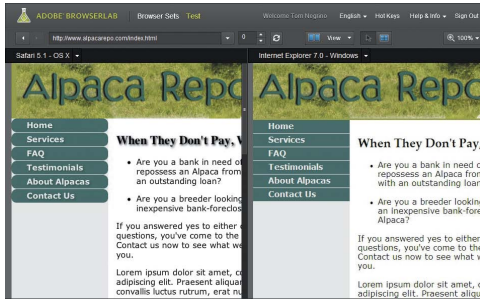 ADOBE® BROWSERLAB Browser Sets Test Welcome English Hot Keys Help & Info Sign Out
http://www.alpacarepo.com/index.html 0 View 100%
Safari 5.1 - OS X
Alpaca Repo
Home
Services
FAQ
Testimonials
About Alpacas
Contact Us
When They Don't Pay, W
• Are you a bank in need of
repossess an Alpaca from
an outstanding loan?
• Are you a breeder looking
inexpensive bank-foreclos
If you answered yes to either
questions, you've come to the
Contact us now to see what we
you.
Lorem ipsum dolor sit amet, co
adipiscing elit. Praesent aliquam
convallis luctus rutrum, erat nu
Internet Explorer 7.0 - Windows
Alpaca Repo
Home
Services
FAQ
Testimonials
About Alpacas
Contact Us
When They Don't Pay,
• Are you a bank in need o
repossess an Alpaca from
with an outstanding loan
• Are you a breeder looking
an inexpensive bank-fore
Alpaca?
If you answered yes to either
questions, you've come to the
Contact us now to see what w
you.
Lorem ipsum dolor sit amet, c
adipiscing elit. Praesent aliqu